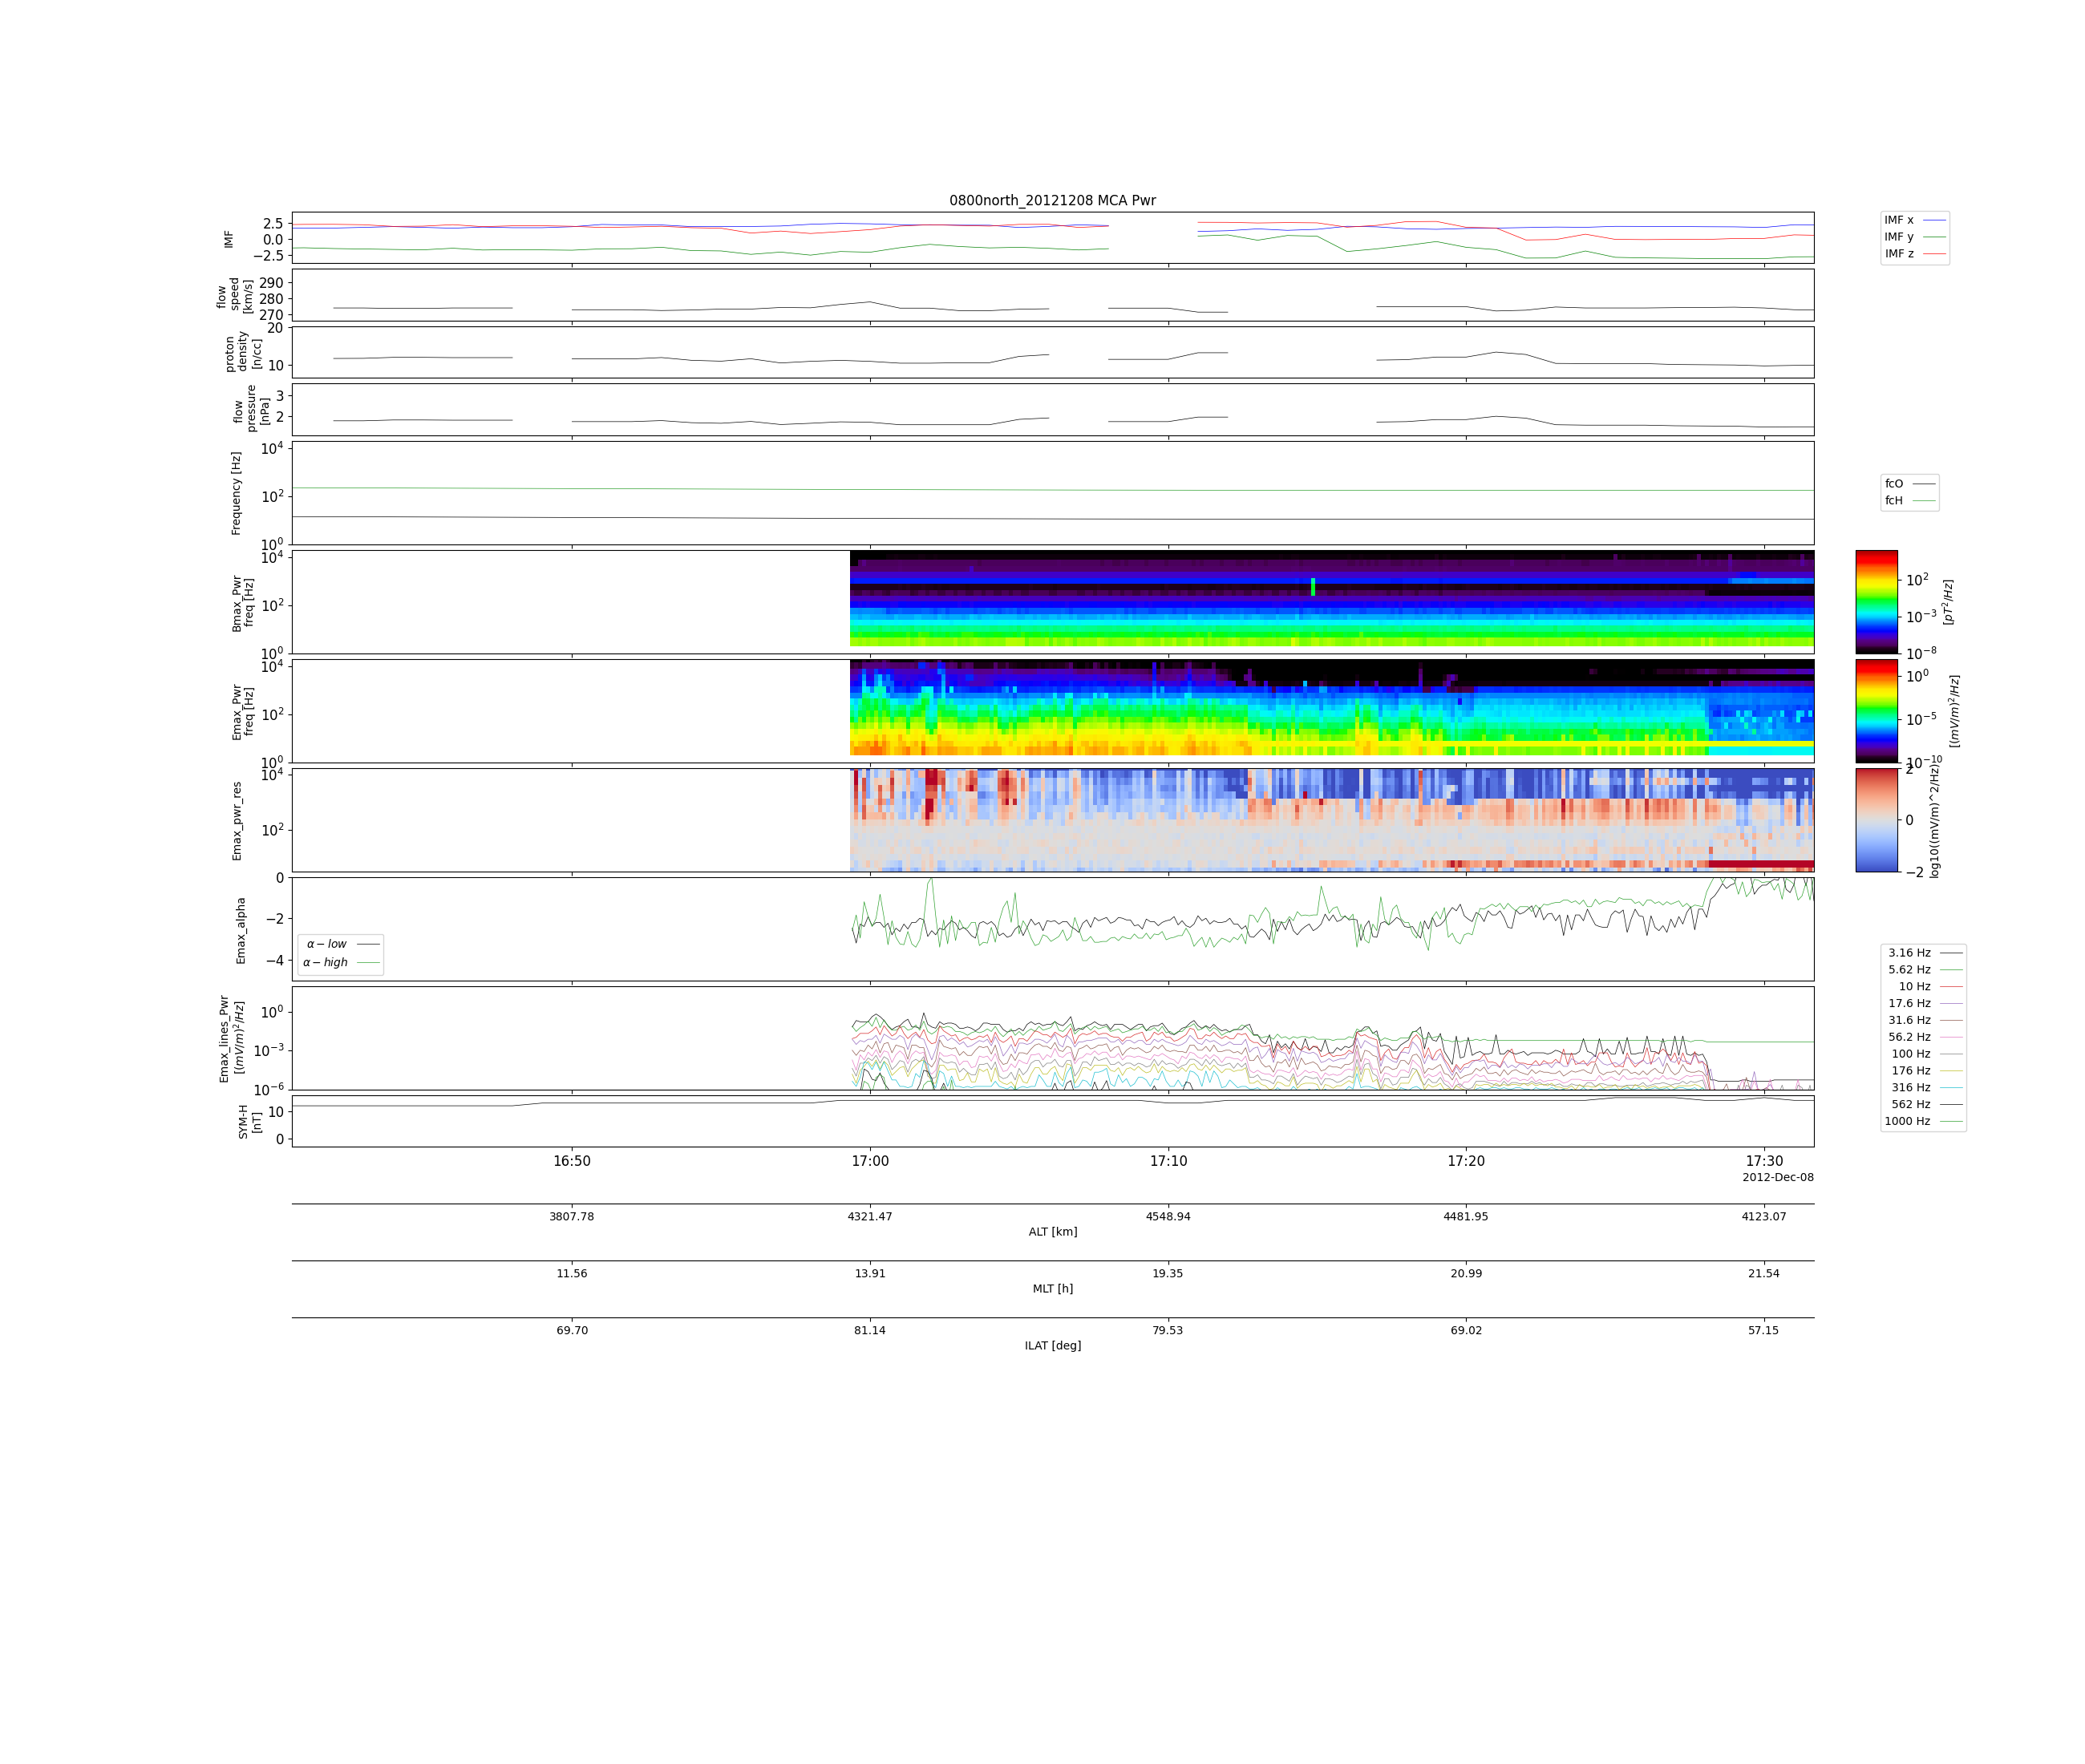 0800north_20121208 MCA Pwr
IMF
2.5
0.0
−2.5
IMF x
IMF y
IMF z
flow
speed
[km/s]
290
280
270
proton
density
[n/cc]
20
10
flow
pressure
[nPa]
3
2
Frequency [Hz]
10^4
10^2
10^0
fcO
fcH
Bmax_Pwr
freq [Hz]
10^4
10^2
10^0
10^2
10^−3
10^−8
[pT^2/Hz]
Emax_Pwr
freq [Hz]
10^4
10^2
10^0
10^0
10^−5
10^−10
[(mV/m)^2/Hz]
Emax_pwr_res
10^4
10^2
2
0
−2
log10((mV/m)^2/Hz)
Emax_alpha
0
−2
−4
α − low
α − high
Emax_lines_Pwr
[(mV/m)^2/Hz]
10^0
10^−3
10^−6
3.16 Hz
5.62 Hz
10 Hz
17.6 Hz
31.6 Hz
56.2 Hz
100 Hz
176 Hz
316 Hz
562 Hz
1000 Hz
SYM-H
[nT]
10
0
16:50 17:00 17:10 17:20 17:30
2012-Dec-08
3807.78 4321.47 4548.94 4481.95 4123.07
ALT [km]
11.56 13.91 19.35 20.99 21.54
MLT [h]
69.70 81.14 79.53 69.02 57.15
ILAT [deg]